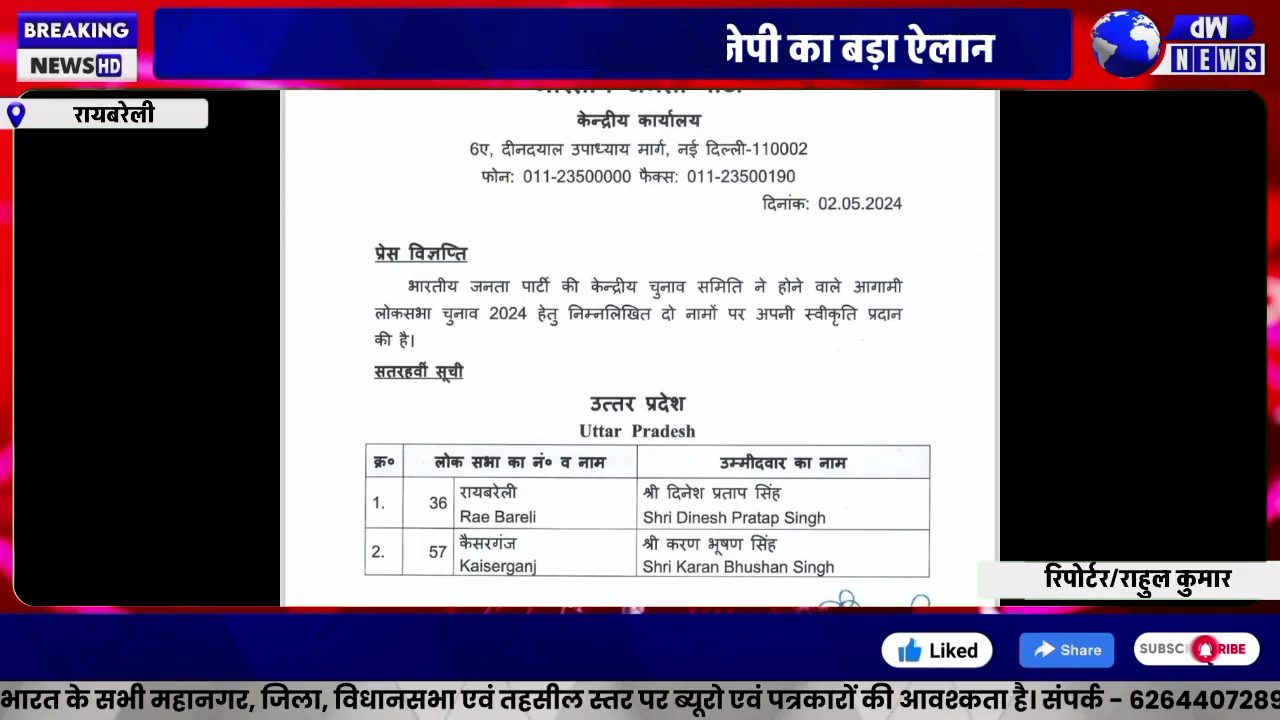 BREAKING
NEWS HD
जेपी का बड़ा ऐलान
dW
NEWS
रायबरेली
केन्द्रीय कार्यालय
6ए, दीनदयाल उपाध्याय मार्ग, नई दिल्ली-110002
फोन: 011-23500000 फैक्स: 011-23500190
दिनांक: 02.05.2024
प्रेस विज्ञप्ति
भारतीय जनता पार्टी की केन्द्रीय चुनाव समिति ने होने वाले आगामी
लोकसभा चुनाव 2024 हेतु निम्नलिखित दो नामों पर अपनी स्वीकृति प्रदान
की है।
सतरहवीं सूची
उत्तर प्रदेश
Uttar Pradesh
क्र० लोक सभा का नं० व नाम उम्मीदवार का नाम
1. 36 रायबरेली श्री दिनेश प्रताप सिंह
Rae Bareli Shri Dinesh Pratap Singh
2. 57 कैसरगंज श्री करण भूषण सिंह
Kaiserganj Shri Karan Bhushan Singh
रिपोर्टर/राहुल कुमार
Liked Share SUBSCRIBE
भारत के सभी महानगर, जिला, विधानसभा एवं तहसील स्तर पर ब्यूरो एवं पत्रकारों की आवश्कता है। संपर्क - 6264407289